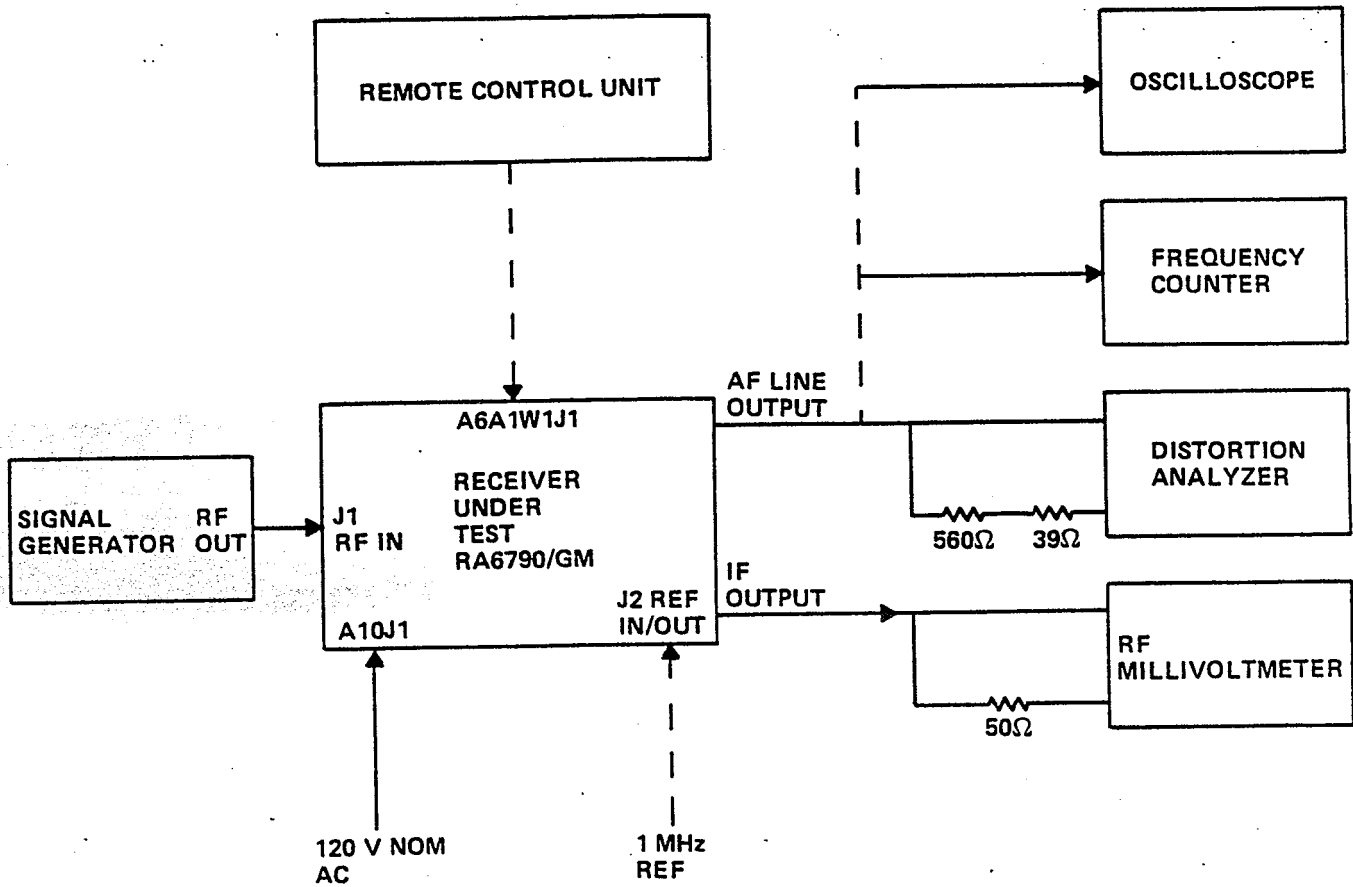 REMOTE CONTROL UNIT
OSCILLOSCOPE
FREQUENCY
COUNTER
AF LINE
OUTPUT
DISTORTION
ANALYZER
560Ω 39Ω
A6A1W1J1
RECEIVER
UNDER
TEST
RA6790/GM
SIGNAL
GENERATOR
RF
OUT
J1
RF IN
A10J1
J2 REF
IN/OUT
IF
OUTPUT
RF
MILLIVOLTMETER
50Ω
120 V NOM
AC
1 MHz
REF